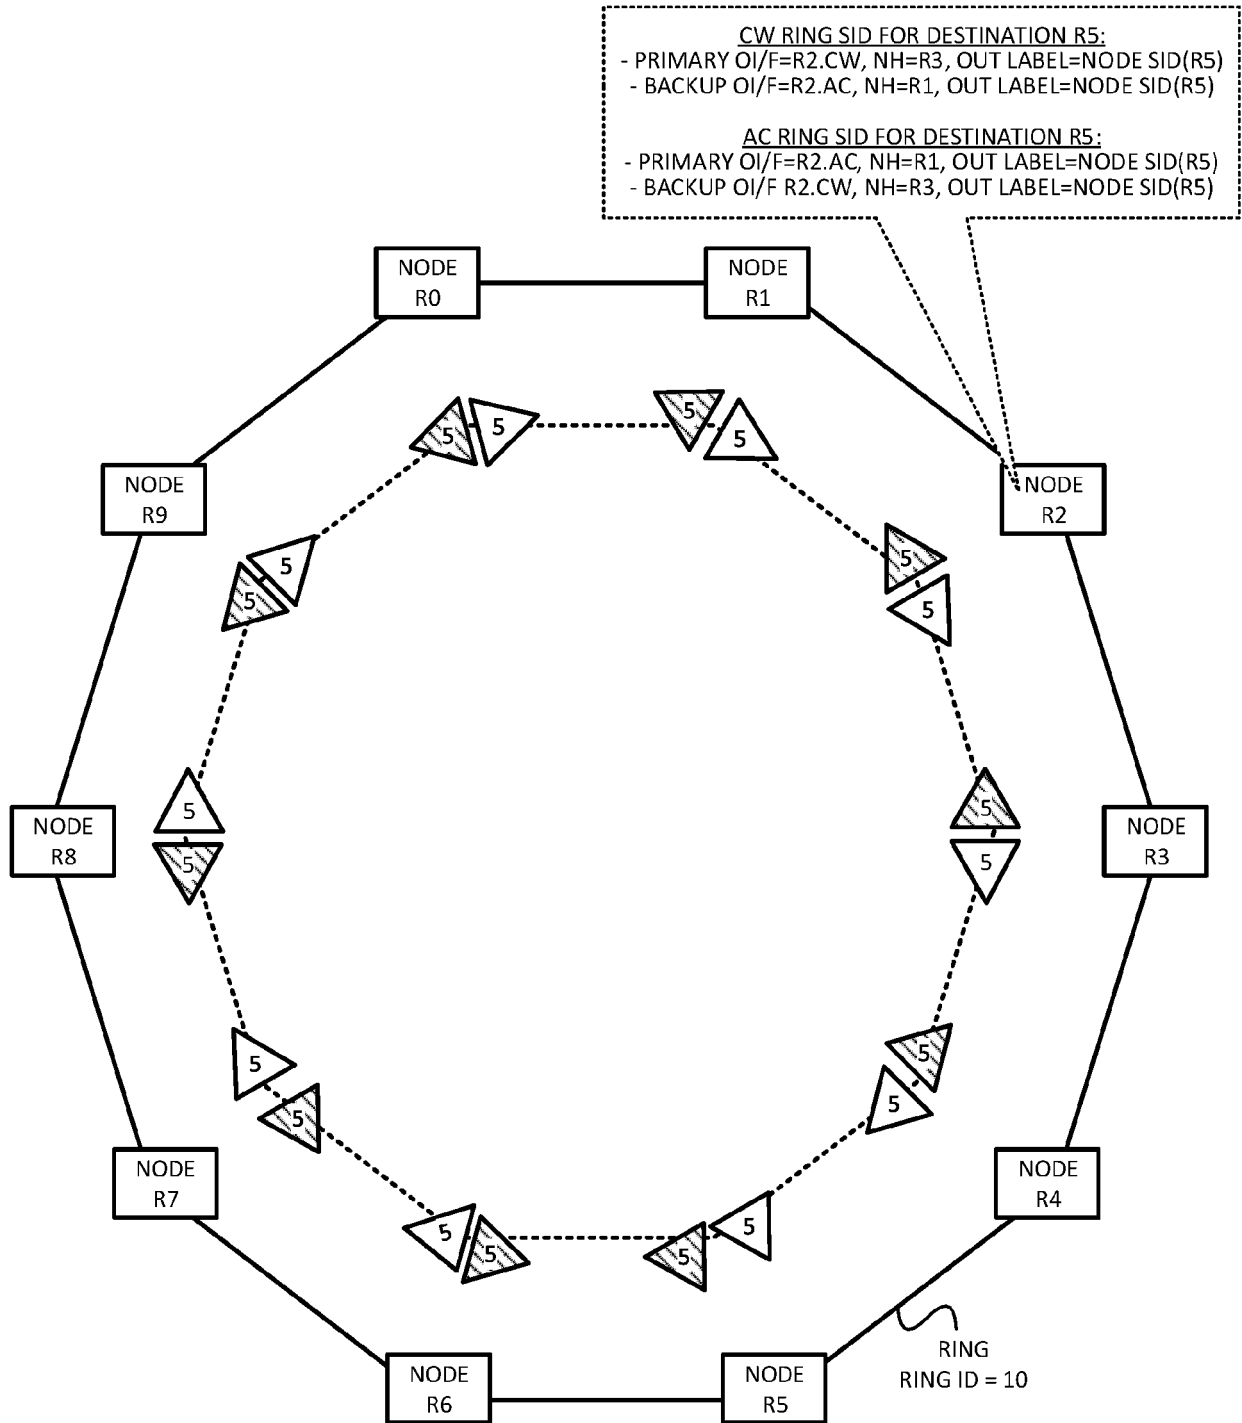 CW RING SID FOR DESTINATION R5:
- PRIMARY OI/F=R2.CW, NH=R3, OUT LABEL=NODE SID(R5)
- BACKUP OI/F=R2.AC, NH=R1, OUT LABEL=NODE SID(R5)
AC RING SID FOR DESTINATION R5:
- PRIMARY OI/F=R2.AC, NH=R1, OUT LABEL=NODE SID(R5)
- BACKUP OI/F R2.CW, NH=R3, OUT LABEL=NODE SID(R5)
NODE
R0
NODE
R1
5
5
5
5
NODE
R9
NODE
R2
5
5
5
5
NODE
R8
5
5
5
5
NODE
R3
5
5
5
5
NODE
R7
NODE
R4
5
5
5
5
RING
RING ID = 10
NODE
R6
NODE
R5